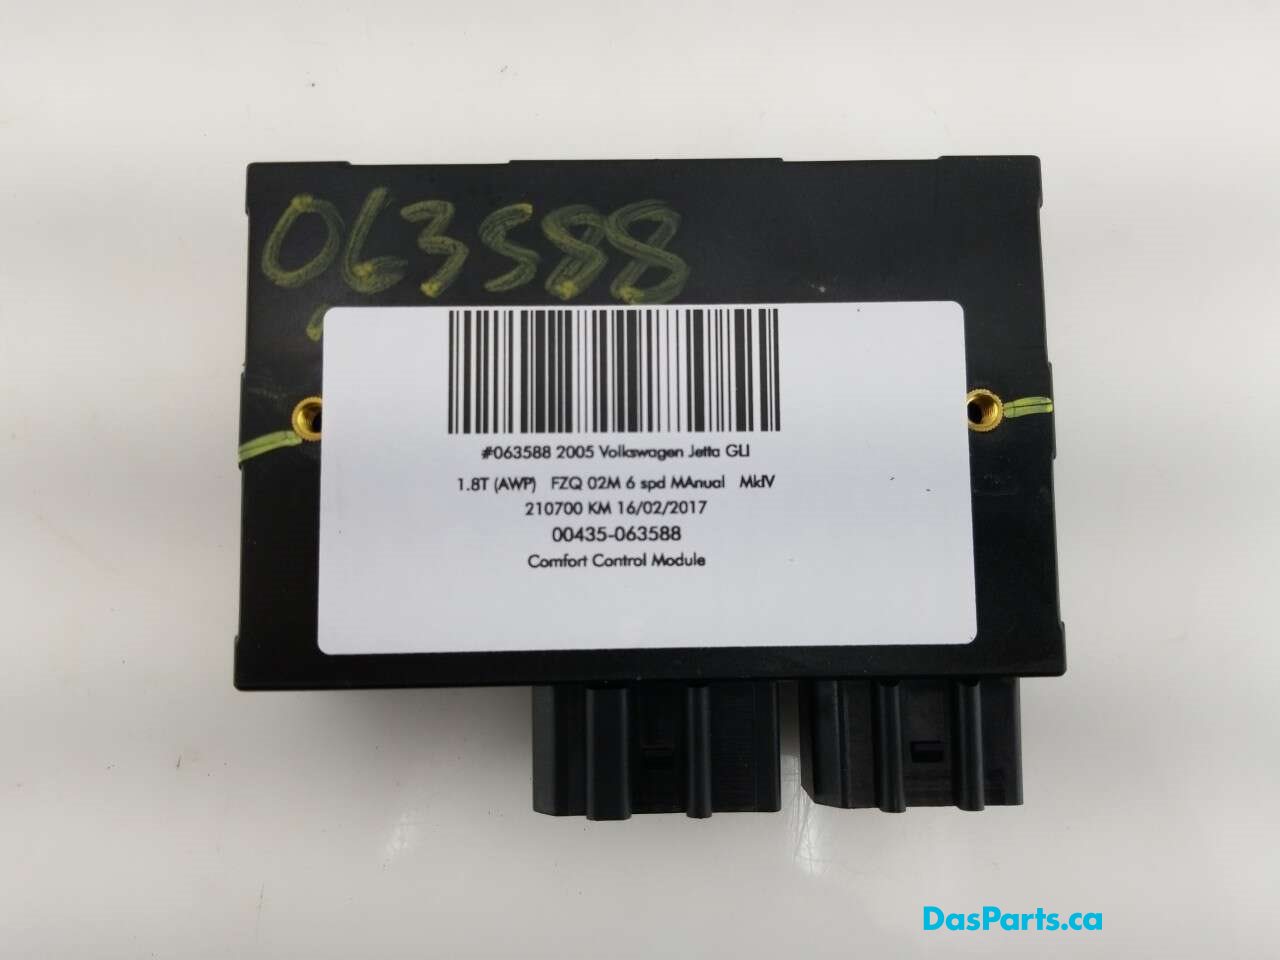 063588
#063588 2005 Volkswagen Jetta GLI
1.8T (AWP) FZQ 02M 6 spd MAnual MkIV
210700 KM 16/02/2017
00435-063588
Comfort Control Module
DasParts.ca